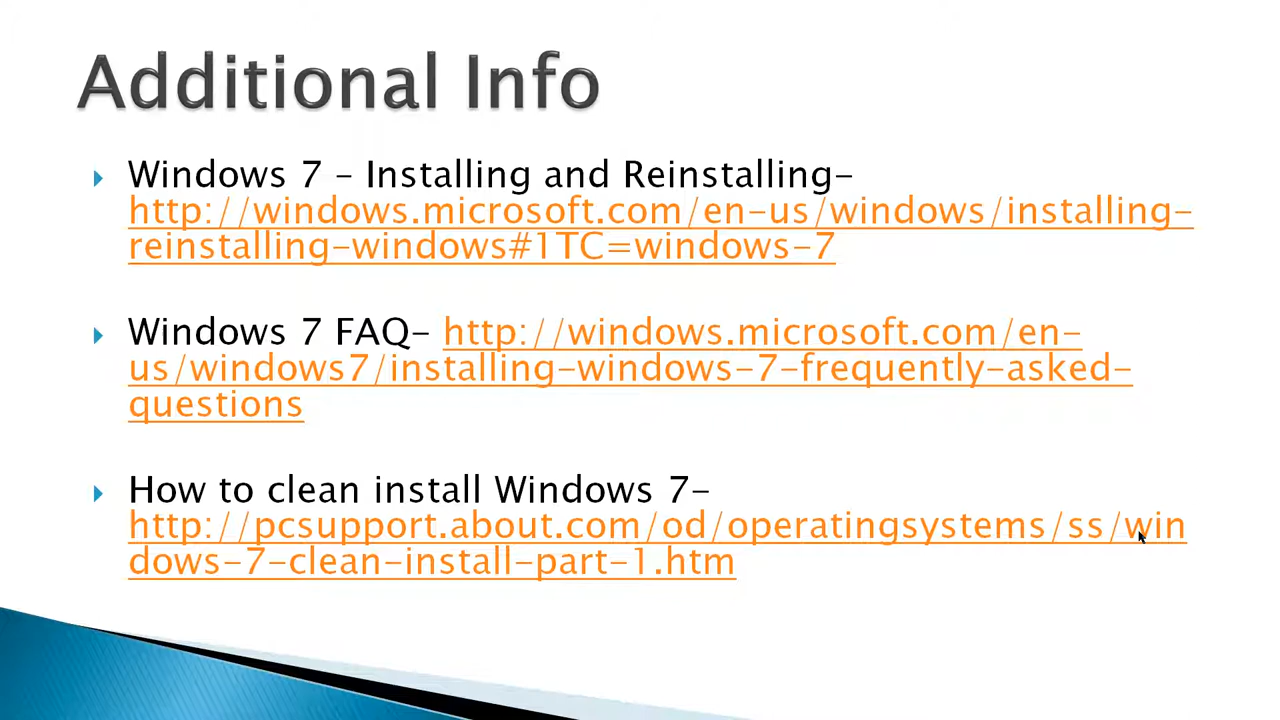 Additional Info
Windows 7 – Installing and Reinstalling-
http://windows.microsoft.com/en-us/windows/installing-
reinstalling-windows#1TC=windows-7
Windows 7 FAQ- http://windows.microsoft.com/en-
us/windows7/installing-windows-7-frequently-asked-
questions
How to clean install Windows 7-
http://pcsupport.about.com/od/operatingsystems/ss/win
dows-7-clean-install-part-1.htm